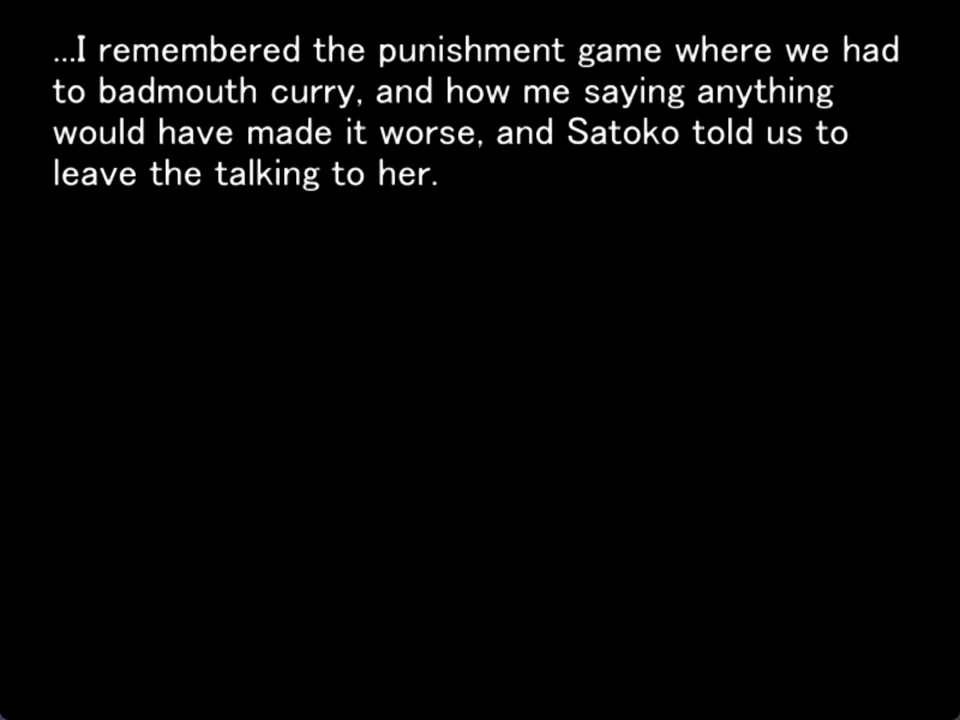 ...I remembered the punishment game where we had
to badmouth curry, and how me saying anything
would have made it worse, and Satoko told us to
leave the talking to her.